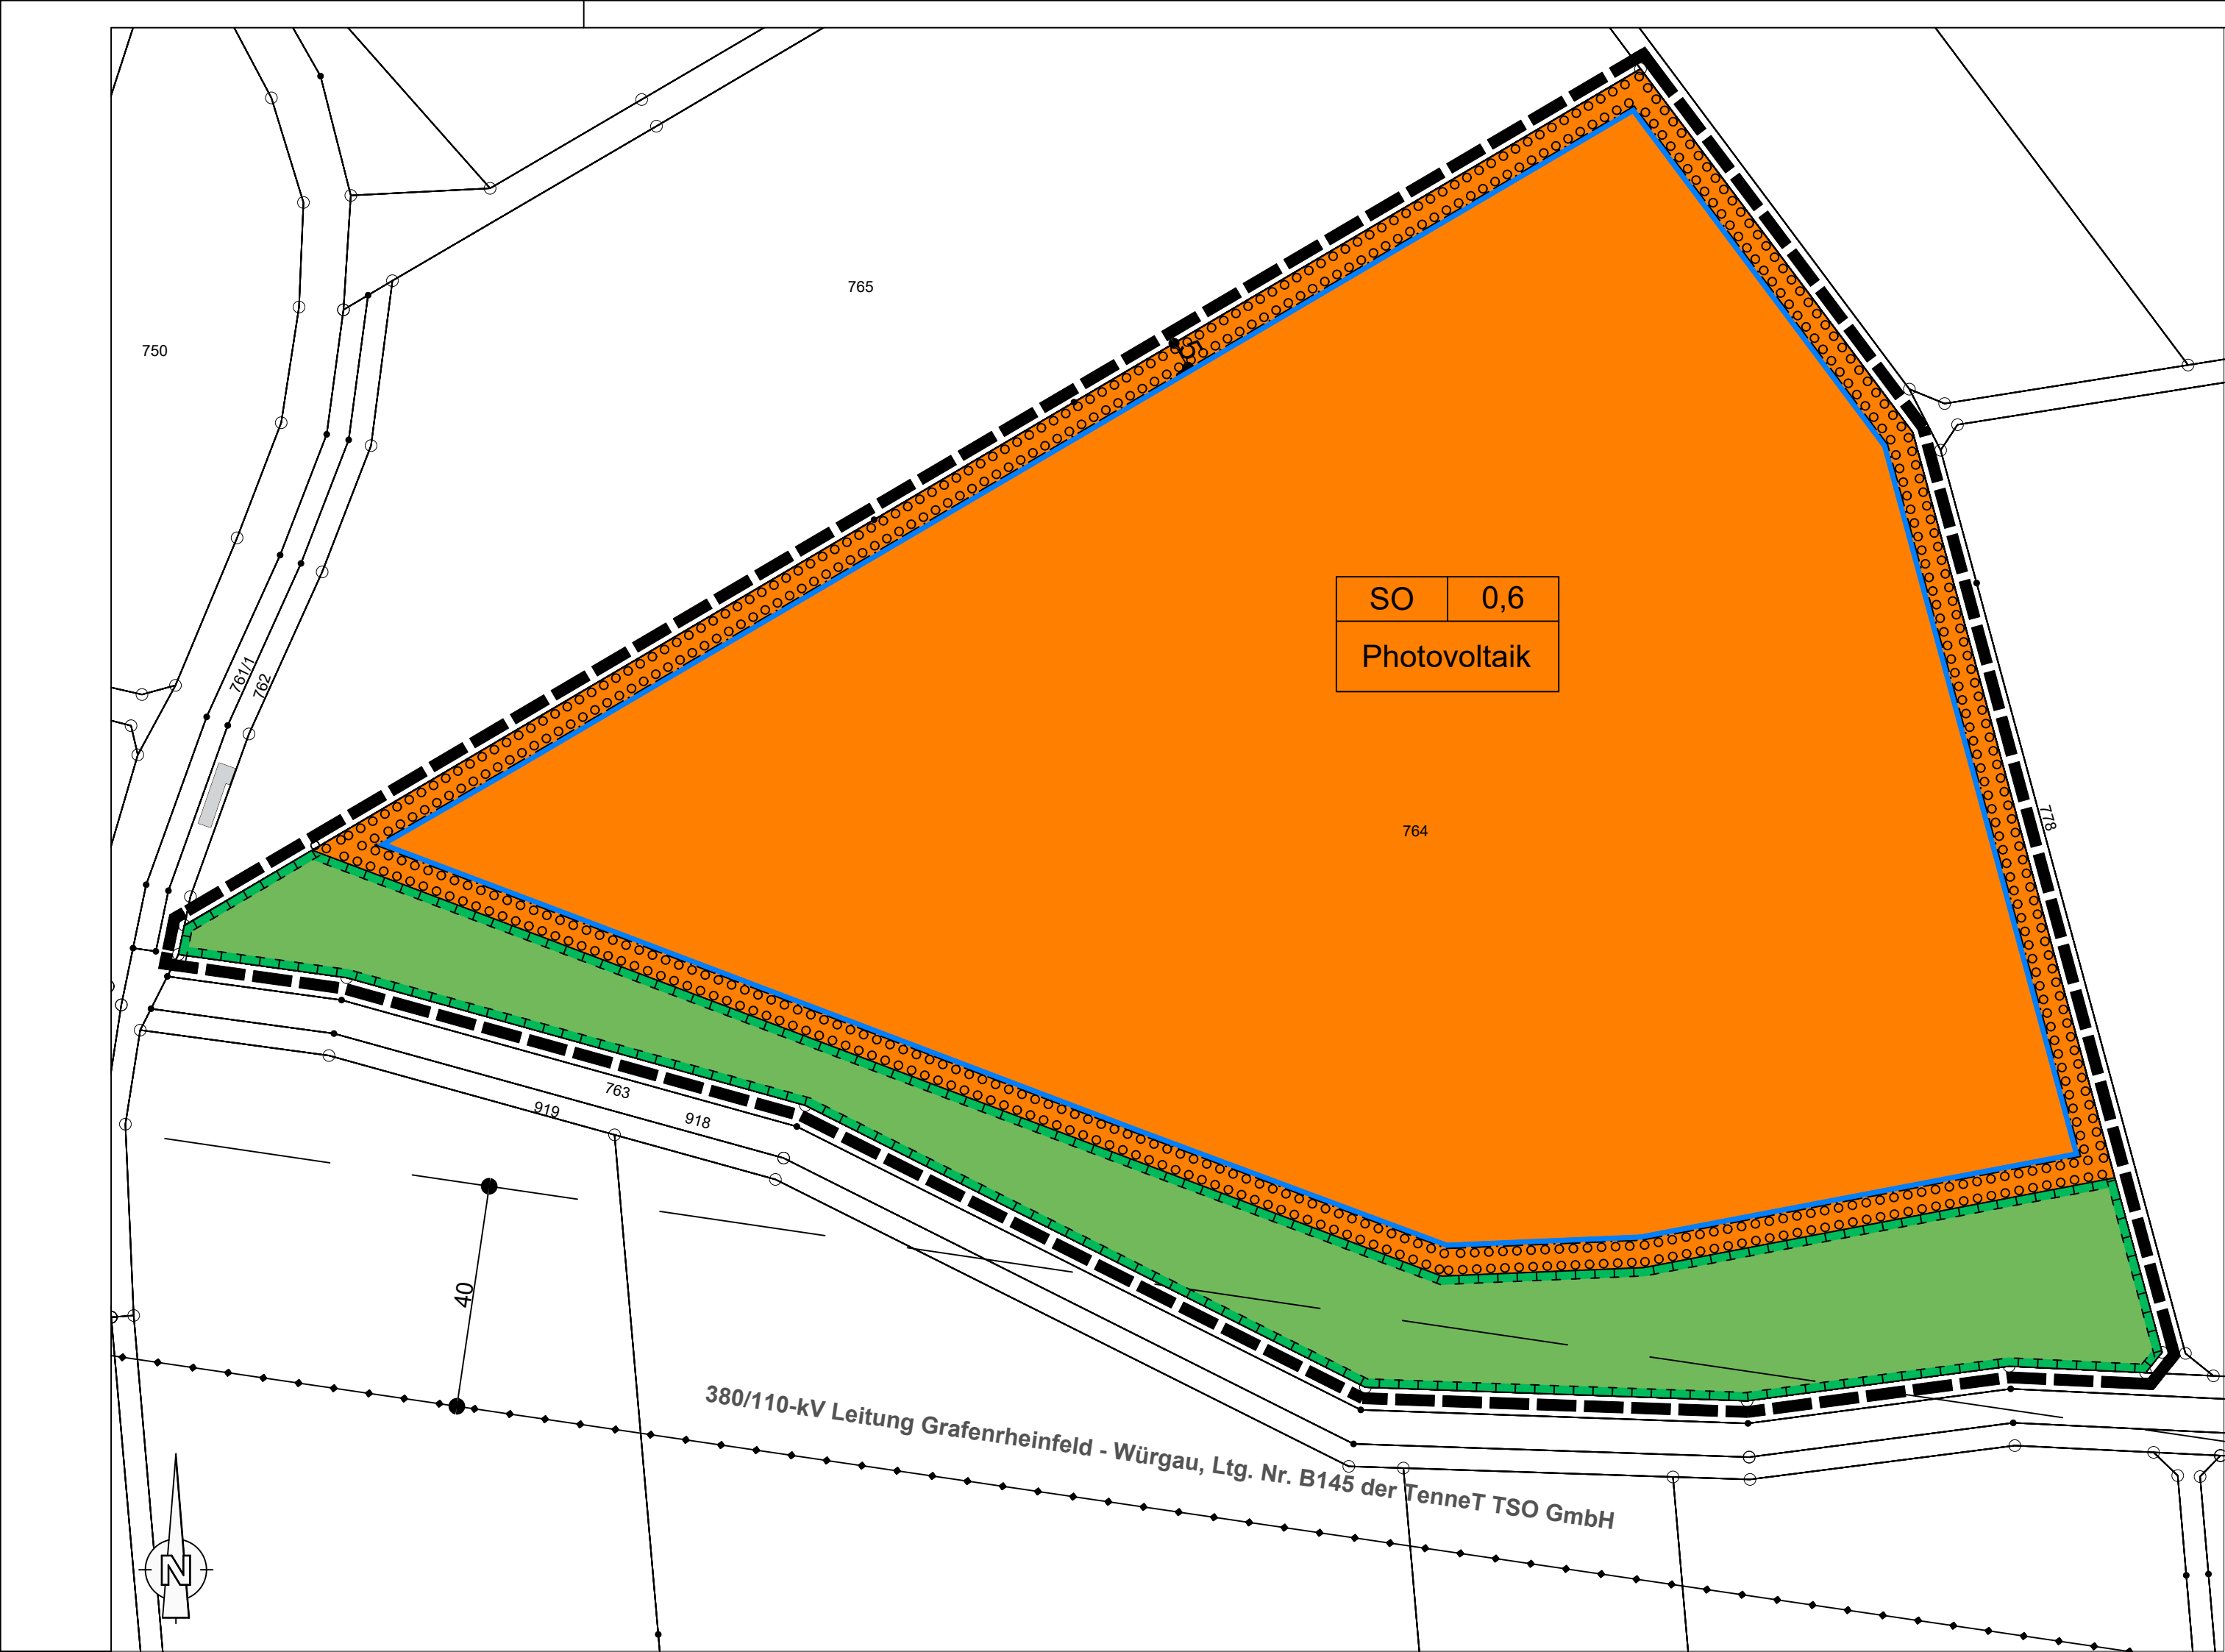 765
5
750
SO 0,6
Photovoltaik
761/1
762
764
778
763
919
918
40
380/110-kV Leitung Grafenrheinfeld - Würgau, Ltg. Nr. B145 der TenneT TSO GmbH
N